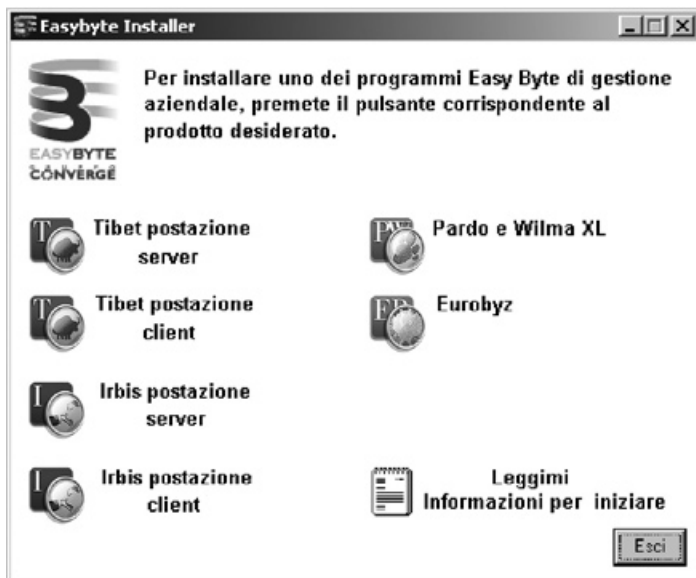 Easybyte Installer
Per installare uno dei programmi Easy Byte di gestione
aziendale, premete il pulsante corrispondente al
prodotto desiderato.
EASYBYTE
CONVERGE
T
Tibet postazione
server
T
Tibet postazione
client
I
Irbis postazione
server
I
Irbis postazione
client
PW
Pardo e Wilma XL
EB
Eurobyz
Leggimi
Informazioni per iniziare
Esci